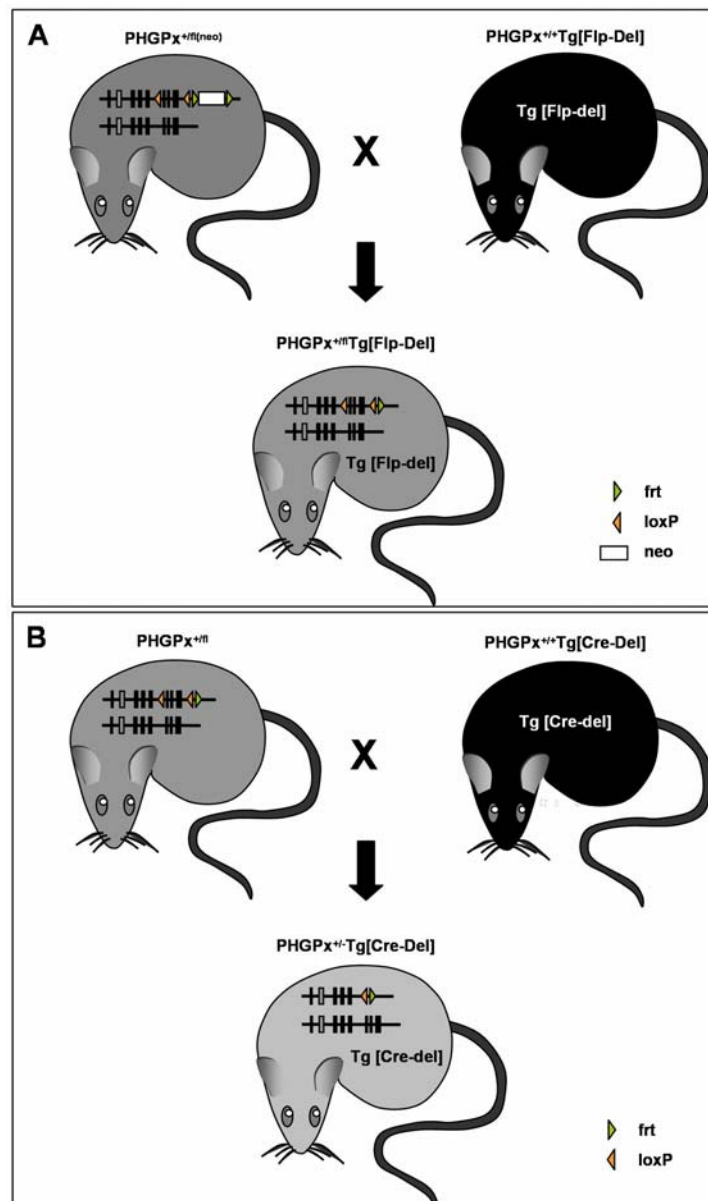 A
PHGPx+/fl(neo)
PHGPx+/+Tg[Flp-Del]
Tg [Flp-del]
X
PHGPx+/flTg[Flp-Del]
Tg [Flp-del]
frt
loxP
neo
B
PHGPx+/fl
PHGPx+/+Tg[Cre-Del]
Tg [Cre-del]
X
PHGPx+/-Tg[Cre-Del]
Tg [Cre-del]
frt
loxP